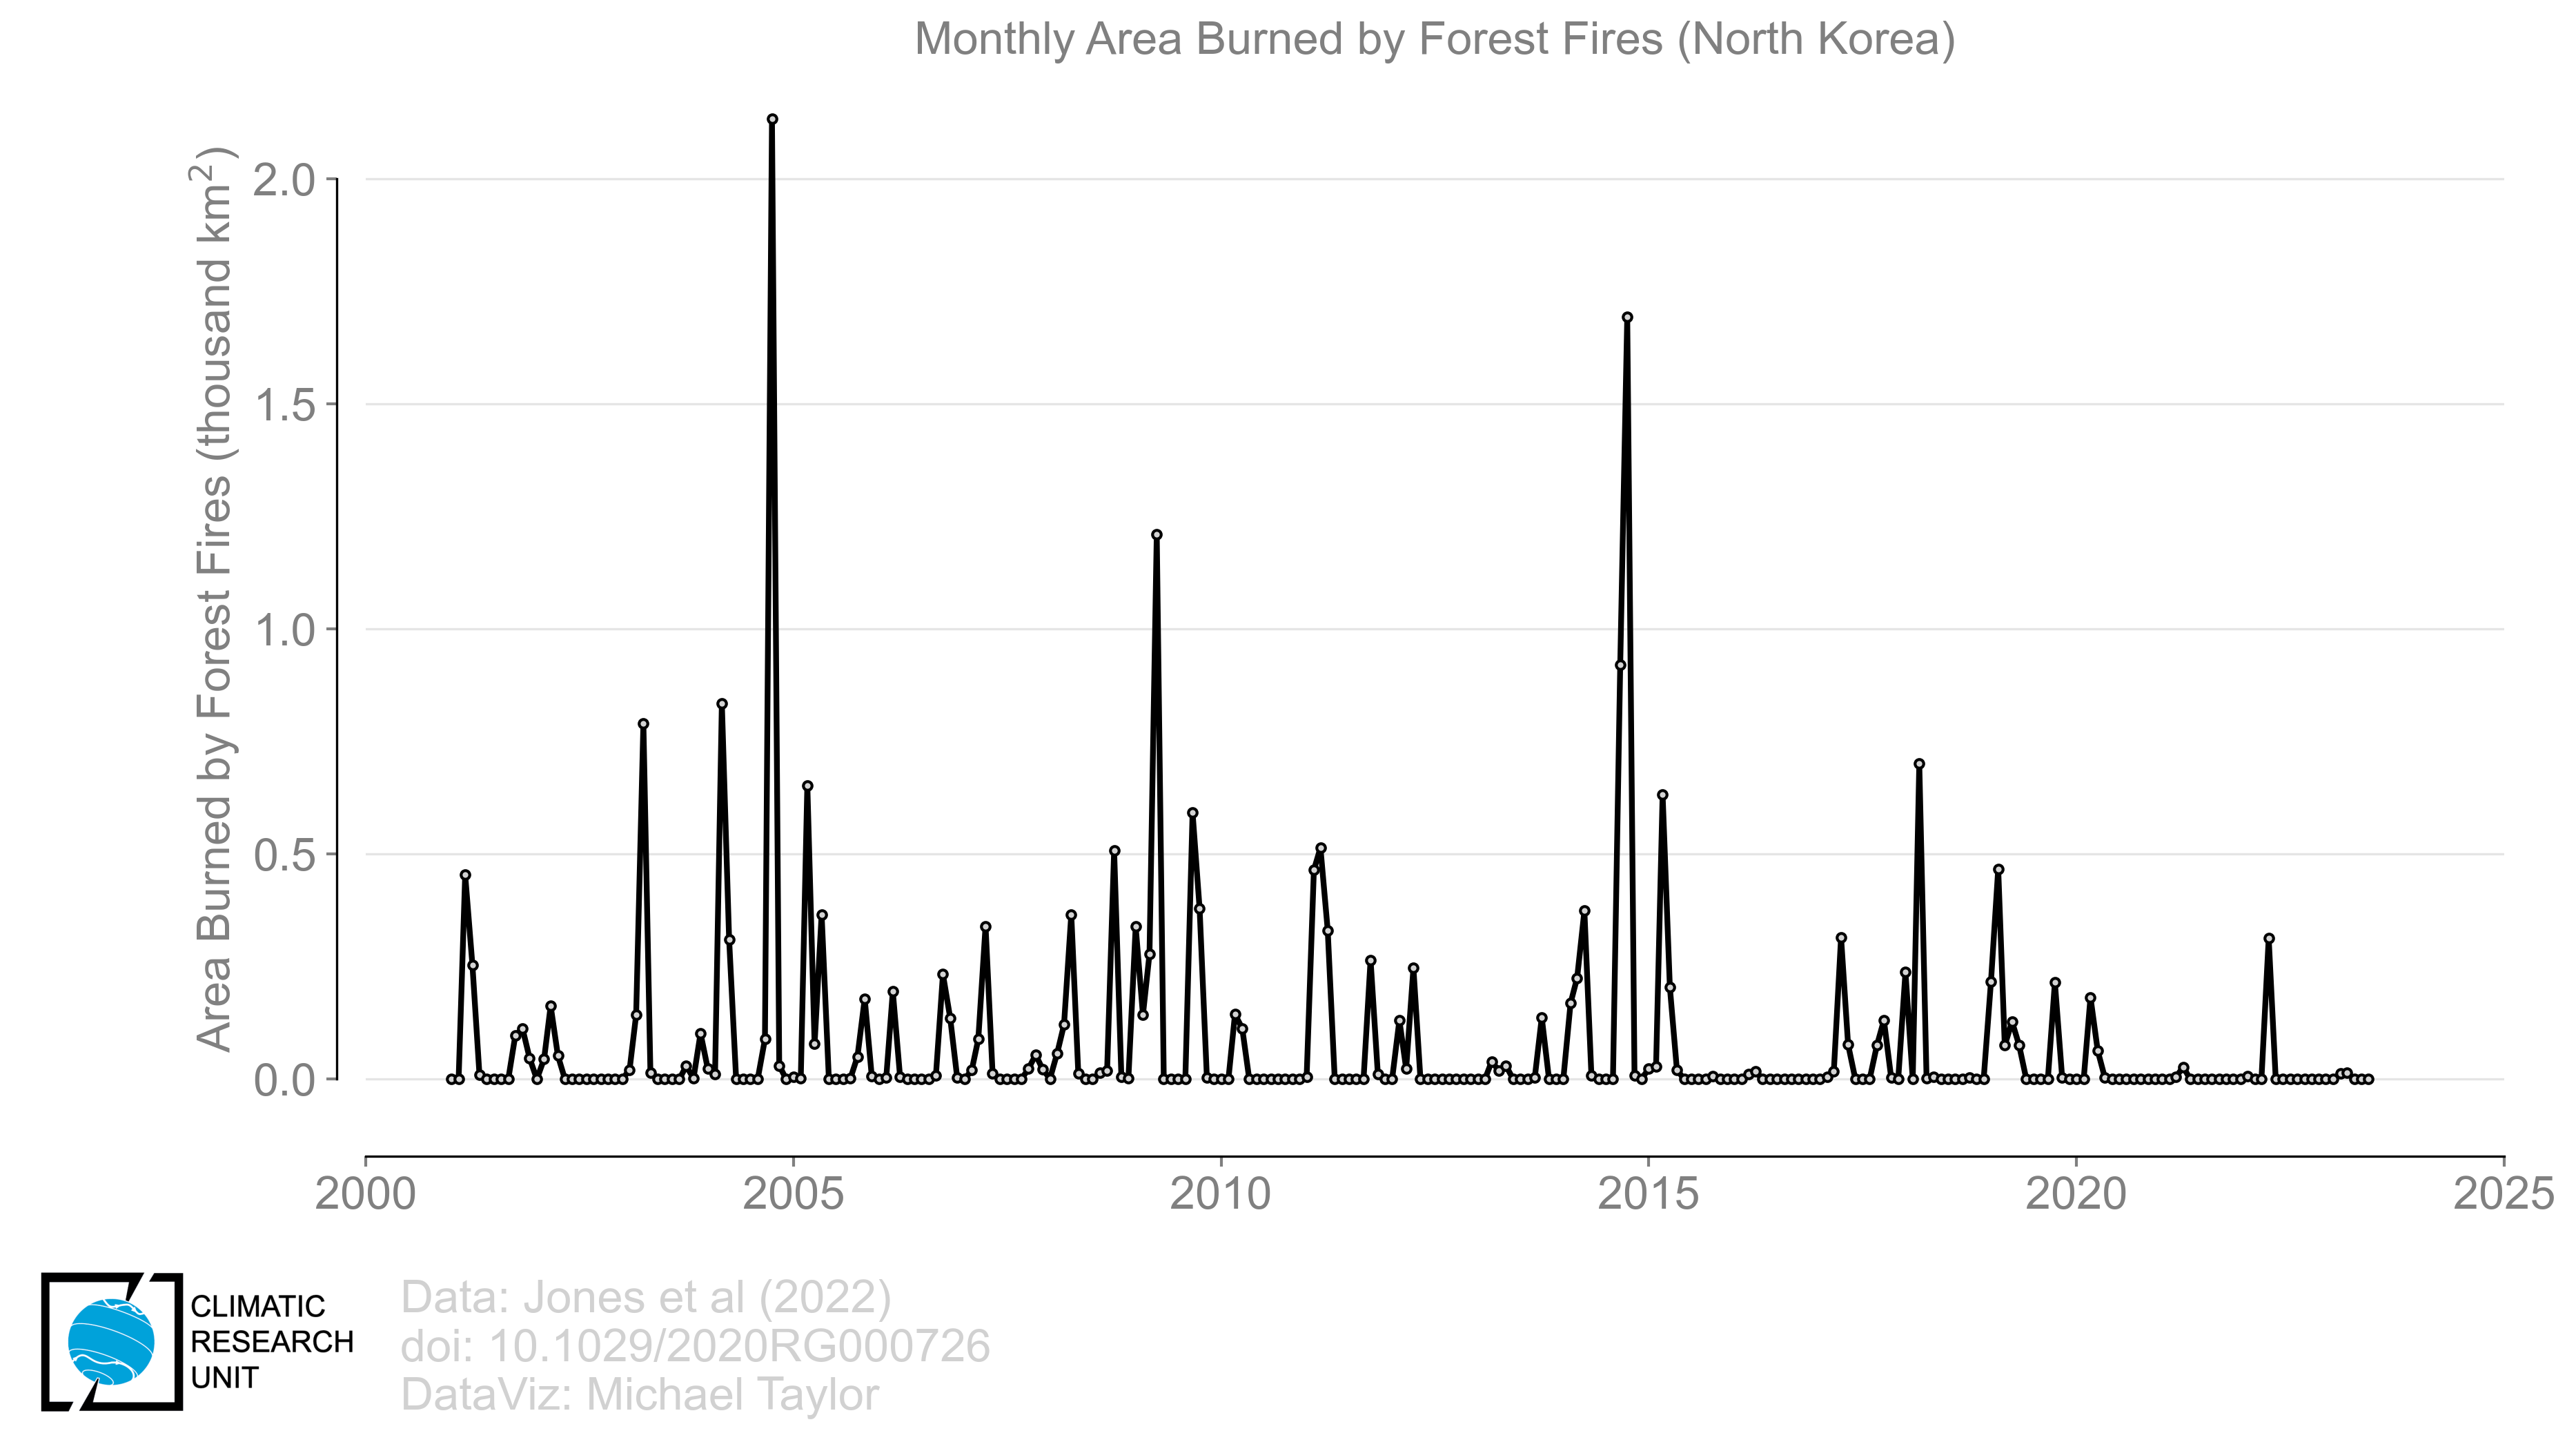 Monthly Area Burned by Forest Fires (North Korea)
Area Burned by Forest Fires (thousand km²)
2.0
1.5
1.0
0.5
0.0
2000 2005 2010 2015 2020 2025
CLIMATIC
RESEARCH
UNIT
Data: Jones et al (2022)
doi: 10.1029/2020RG000726
DataViz: Michael Taylor